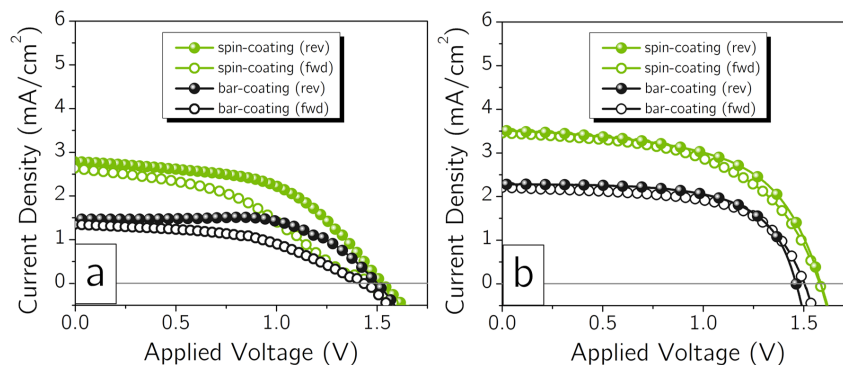 6
5
4
3
2
1
0
Current Density (mA/cm²)
spin-coating (rev)
spin-coating (fwd)
bar-coating (rev)
bar-coating (fwd)
a
0.0
0.5
1.0
1.5
Applied Voltage (V)
6
5
4
3
2
1
0
Current Density (mA/cm²)
spin-coating (rev)
spin-coating (fwd)
bar-coating (rev)
bar-coating (fwd)
b
0.0
0.5
1.0
1.5
Applied Voltage (V)